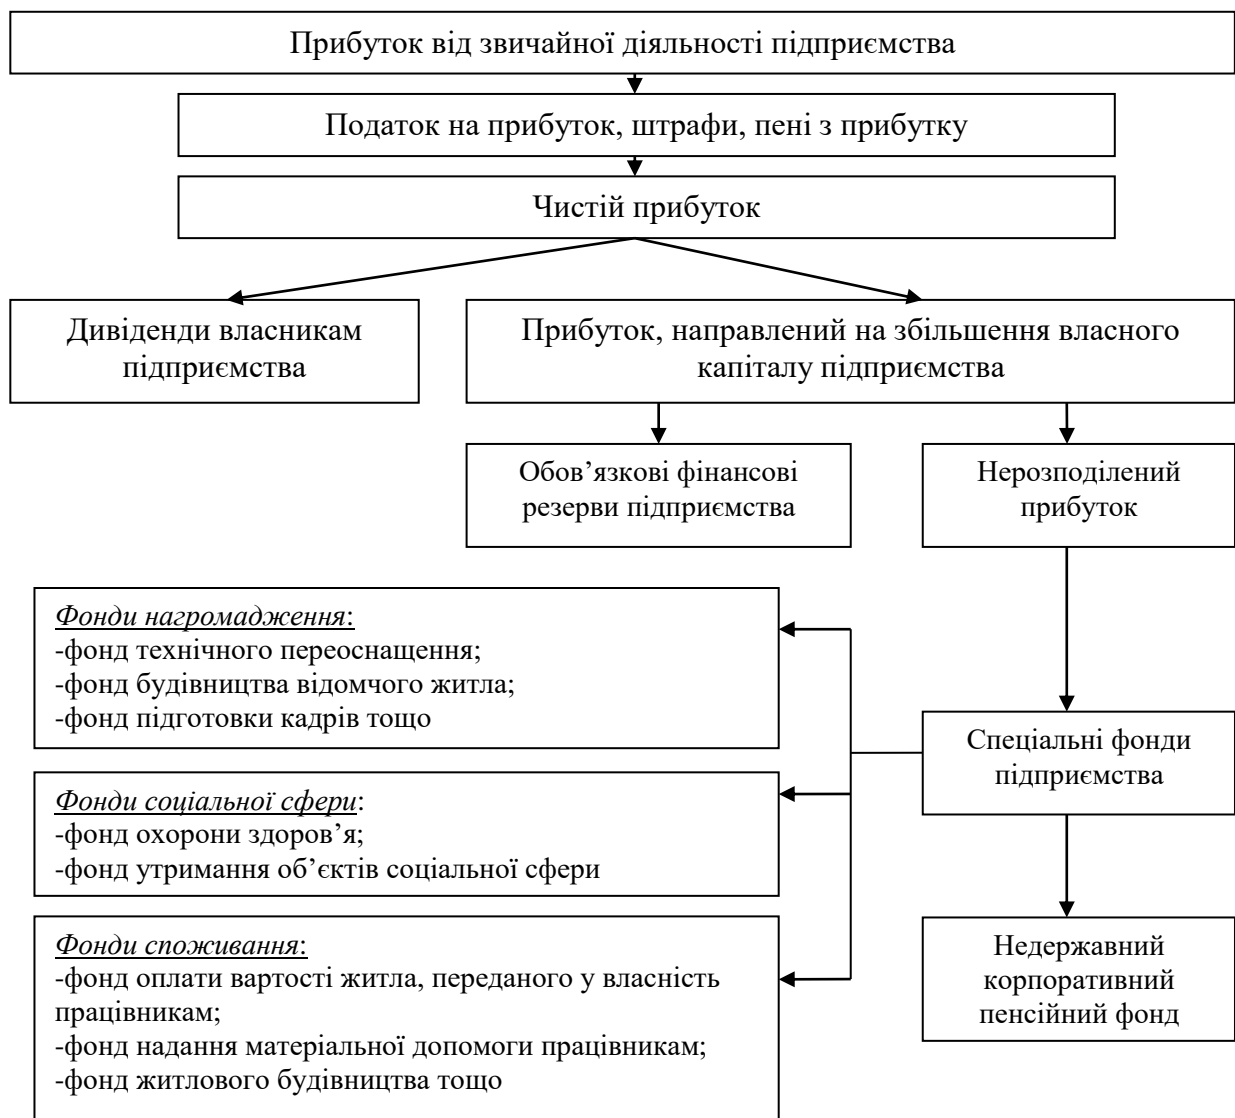 Прибуток від звичайної діяльності підприємства
Податок на прибуток, штрафи, пені з прибутку
Чистій прибуток
Дивіденди власникам
підприємства
Прибуток, направлений на збільшення власного
капіталу підприємства
Обов’язкові фінансові
резерви підприємства
Нерозподілений
прибуток
Фонди нагромадження:
-фонд технічного переоснащення;
-фонд будівництва відомчого житла;
-фонд підготовки кадрів тощо
Спеціальні фонди
підприємства
Фонди соціальної сфери:
-фонд охорони здоров’я;
-фонд утримання об’єктів соціальної сфери
Фонди споживання:
-фонд оплати вартості житла, переданого у власність
працівникам;
-фонд надання матеріальної допомоги працівникам;
-фонд житлового будівництва тощо
Недержавний
корпоративний
пенсійний фонд